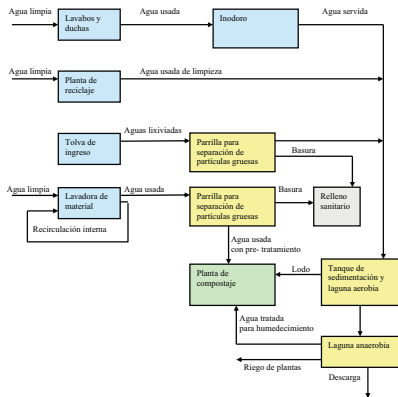 Agua limpia
Agua usada
Agua servida
Lavabos y
duchas
Inodoro
Agua limpia
Agua usada de limpieza
Planta de
reciclaje
Aguas lixiviadas
Tolva de
ingreso
Parrilla para
separación de
partículas gruesas
Basura
Agua limpia
Agua usada
Basura
Lavadora de
material
Parrilla para
separación de
partículas gruesas
Relleno
sanitario
Recirculación interna
Agua usada
con pre- tratamiento
Planta de
compostaje
Lodo
Tanque de
sedimentación y
laguna aerobia
Agua tratada
para humedecimiento
Laguna anaerobia
Riego de plantas
Descarga